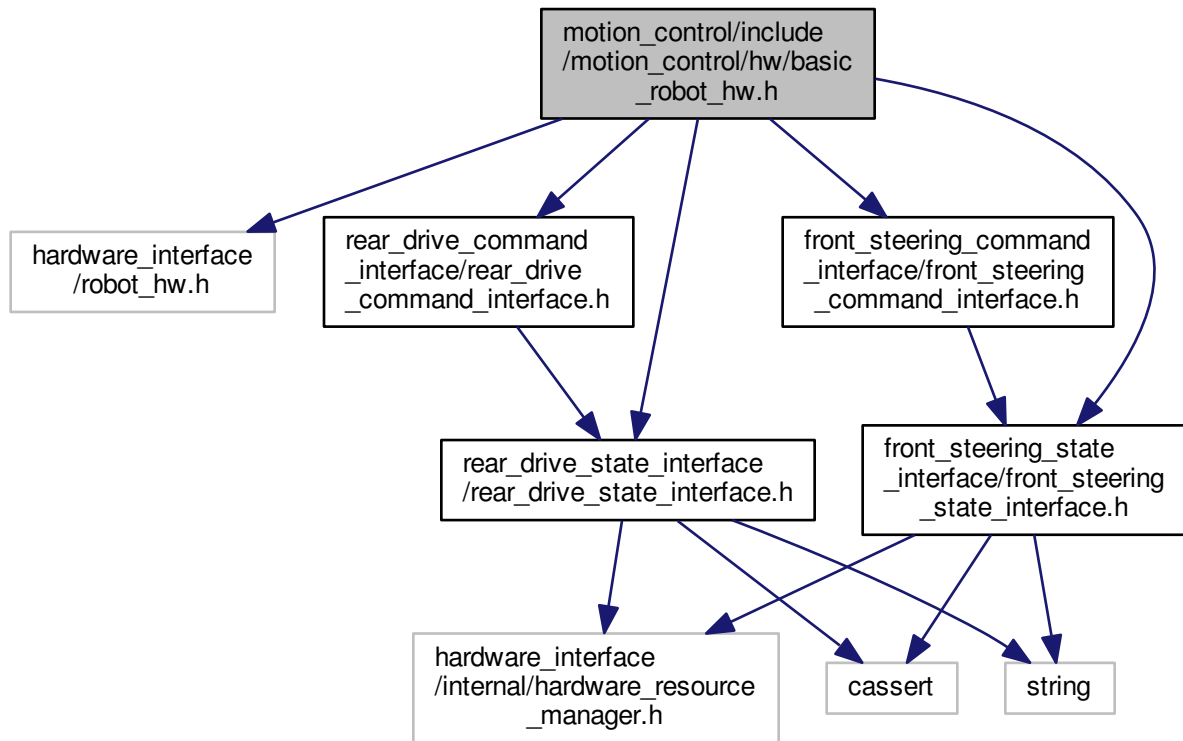 motion_control/include
/motion_control/hw/basic
_robot_hw.h
hardware_interface
/robot_hw.h
rear_drive_command
_interface/rear_drive
_command_interface.h
front_steering_command
_interface/front_steering
_command_interface.h
rear_drive_state_interface
/rear_drive_state_interface.h
front_steering_state
_interface/front_steering
_state_interface.h
hardware_interface
/internal/hardware_resource
_manager.h
cassert
string